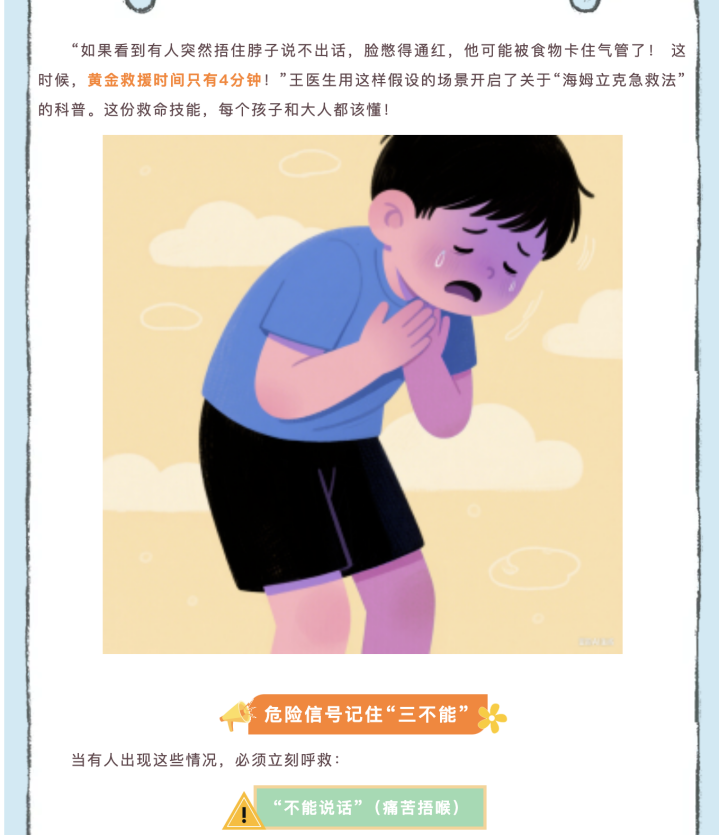 “如果看到有人突然捂住脖子说不出话，脸憋得通红，他可能被食物卡住气管了！ 这
时候，黄金救援时间只有4分钟！”王医生用这样假设的场景开启了关于“海姆立克急救法”
的科普。这份救命技能，每个孩子和大人都该懂！
危险信号记住“三不能”
当有人出现这些情况，必须立刻呼救：
“不能说话”（痛苦捂喉）